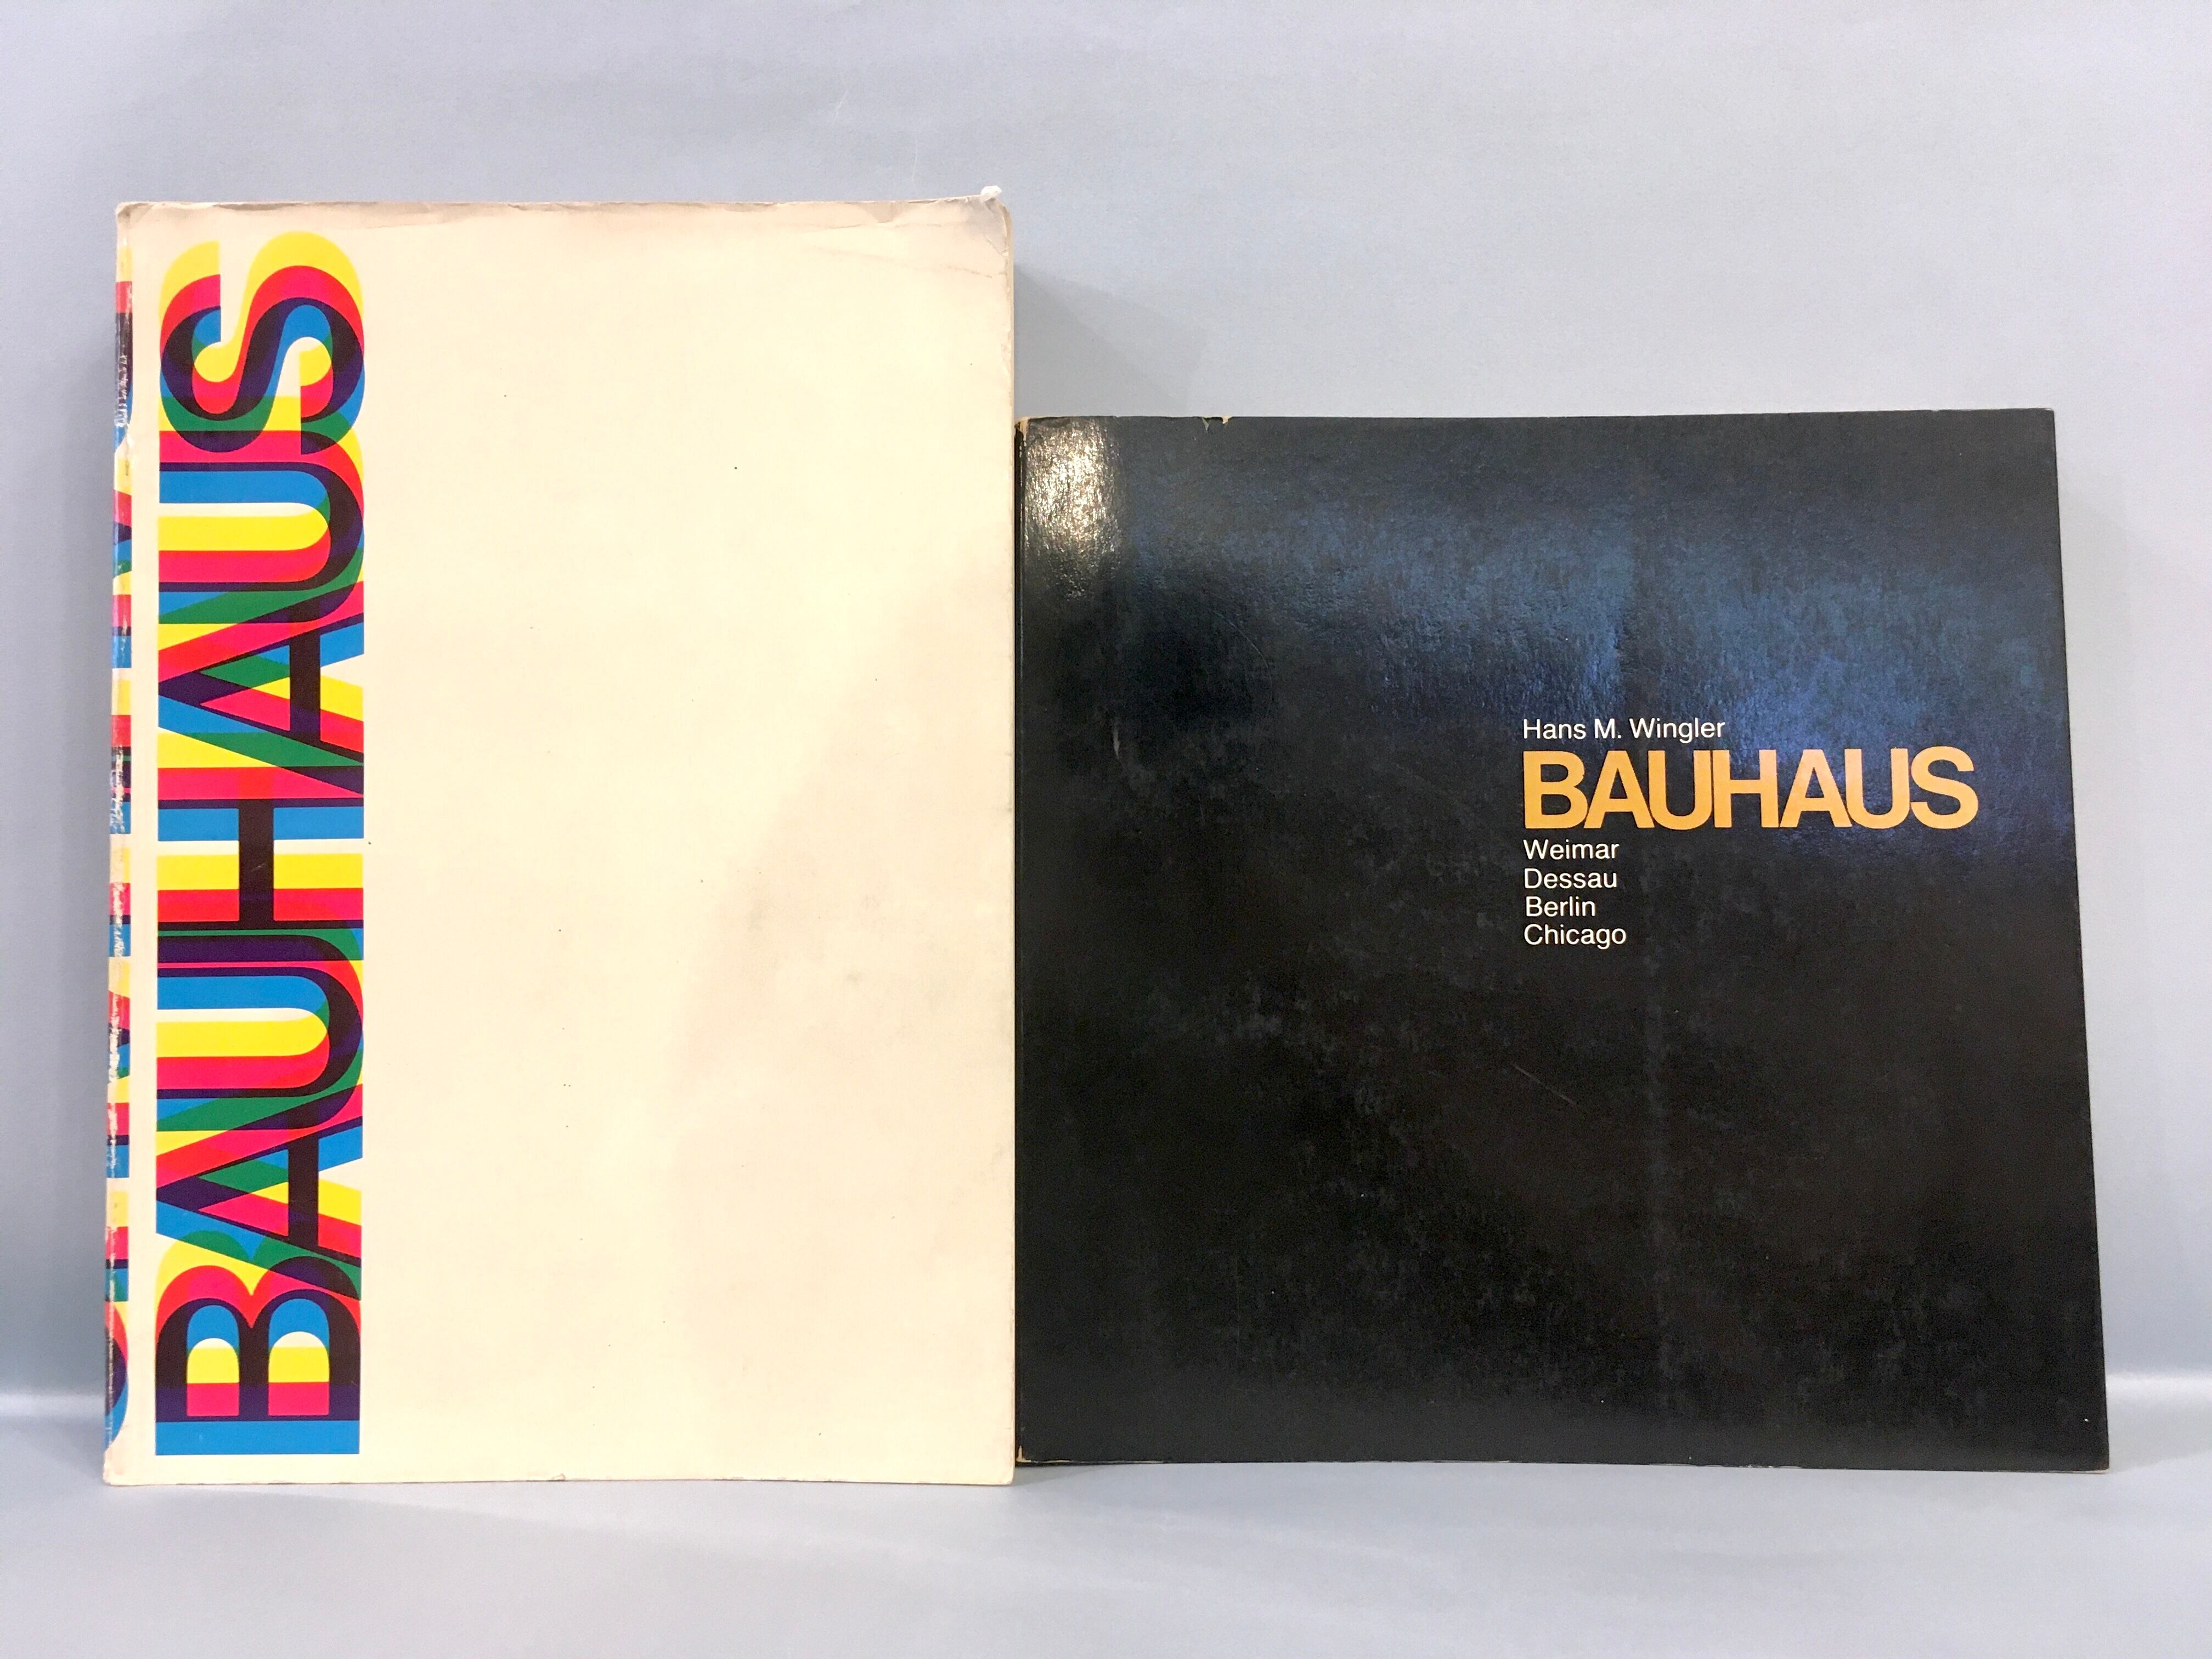 BAUHAUS
Hans M. Wingler
BAUHAUS
Weimar
Dessau
Berlin
Chicago